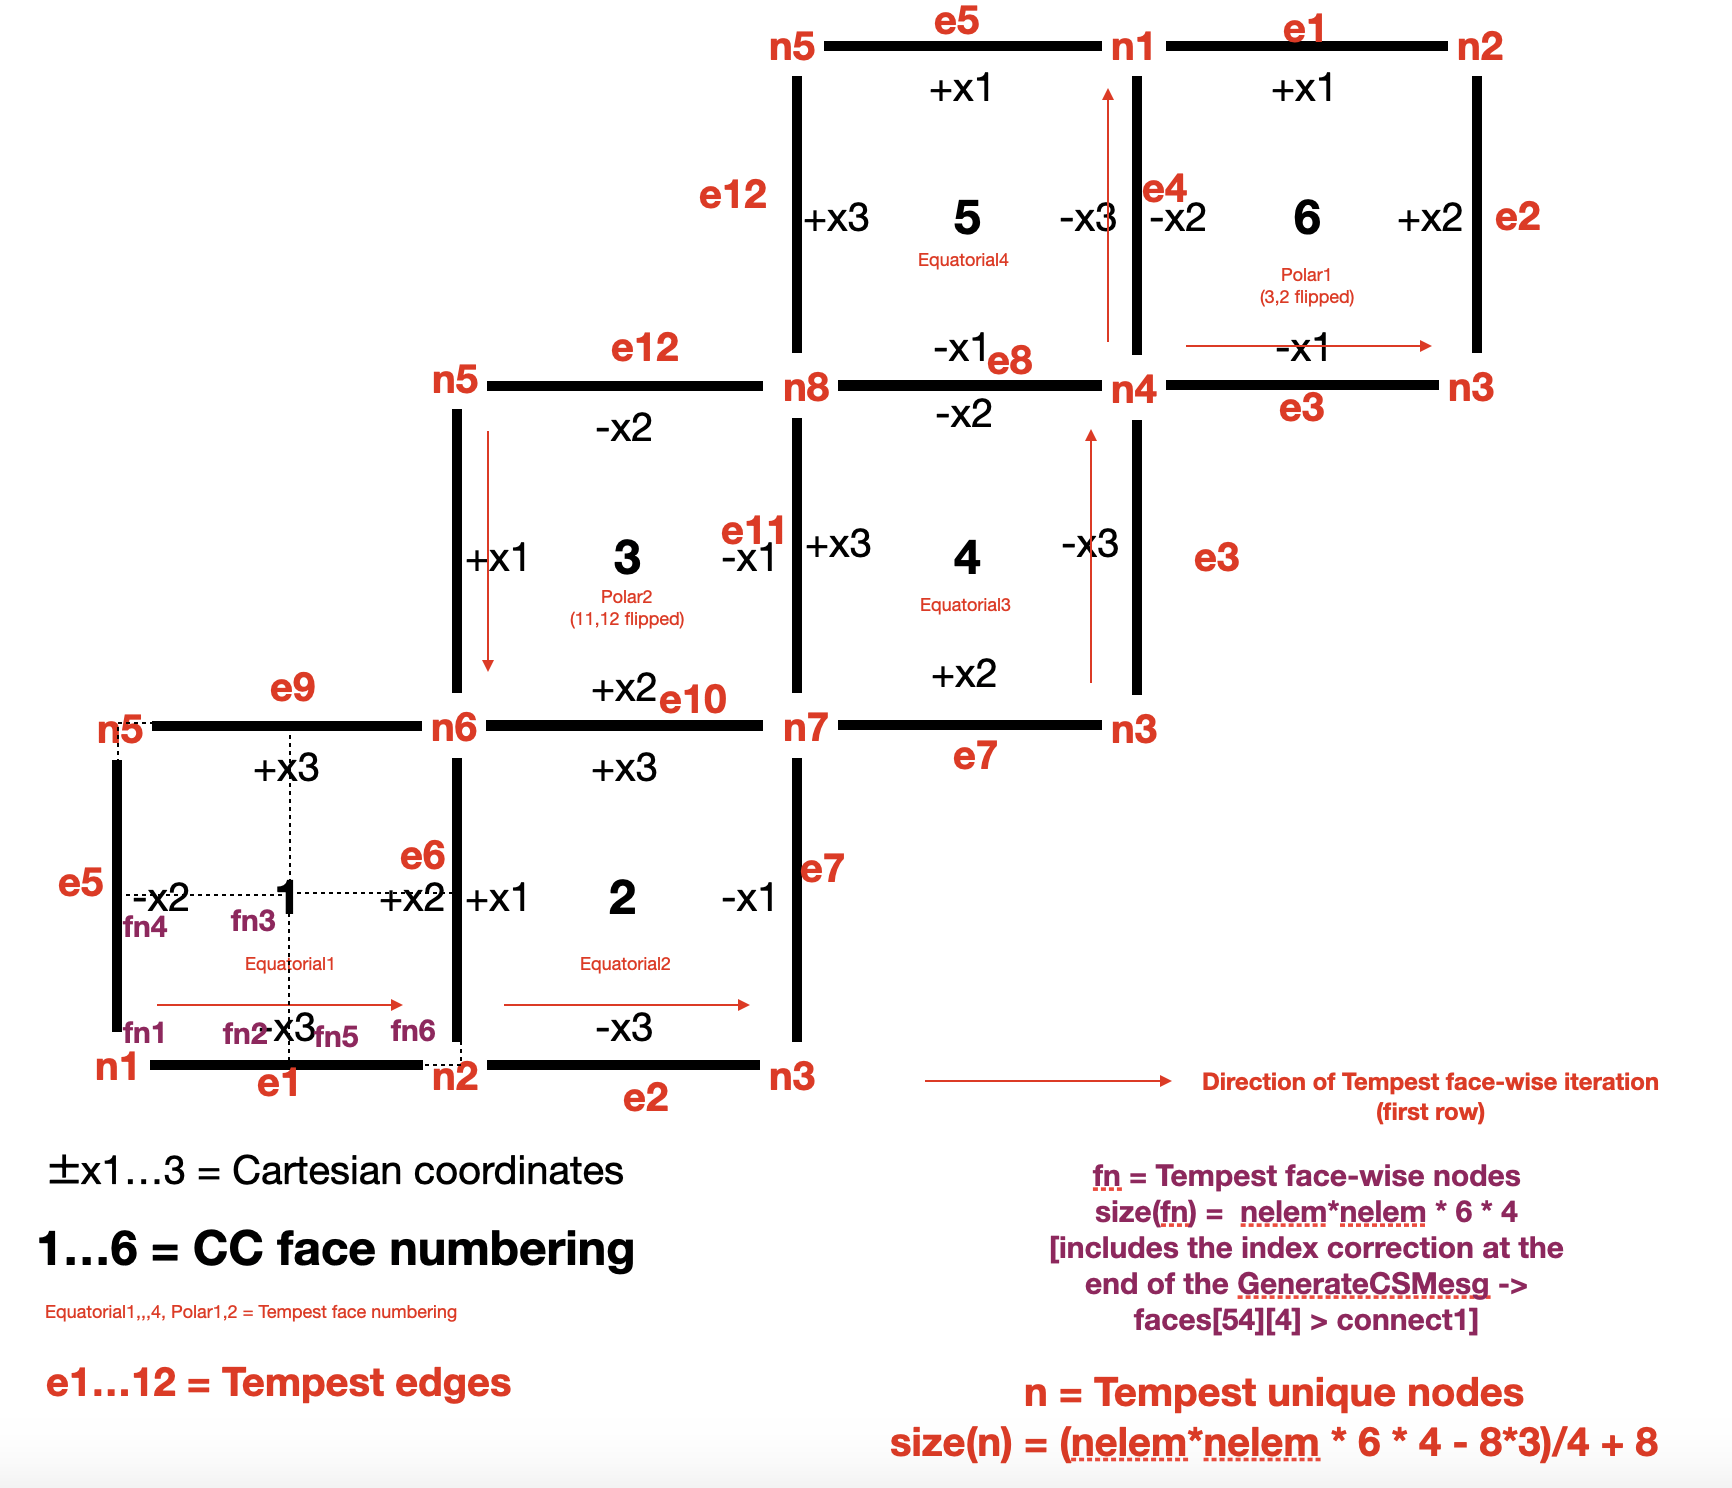 e5
e1
n5
n1
n2
+x1
+x1
e12
+x3
5
-x3
e4
-x2
6
+x2
e2
Equatorial4
Polar1
(3,2 flipped)
-x1
-x1
e12
e8
n5
n8
n4
n3
e3
-x2
-x2
+x1
3
e11
-x1
+x3
4
-x3
e3
Polar2
(11,12 flipped)
Equatorial3
+x2
+x2
e9
e10
n5
n6
n7
n3
e7
+x3
+x3
e5
-x2
1
e6
+x2
+x1
2
-x1
e7
fn4
fn3
Equatorial1
Equatorial2
fn1
fn2
-x3
fn5
fn6
-x3
n1
e1
n2
e2
n3
Direction of Tempest face-wise iteration
(first row)
±x1...3 = Cartesian coordinates
1...6 = CC face numbering
Equatorial1,,,4, Polar1,2 = Tempest face numbering
e1...12 = Tempest edges
fn = Tempest face-wise nodes
size(fn) = nelem*nelem * 6 * 4
[includes the index correction at the
end of the GenerateCSMesg ->
faces[54][4] > connect1]
n = Tempest unique nodes
size(n) = (nelem*nelem * 6 * 4 - 8*3)/4 + 8